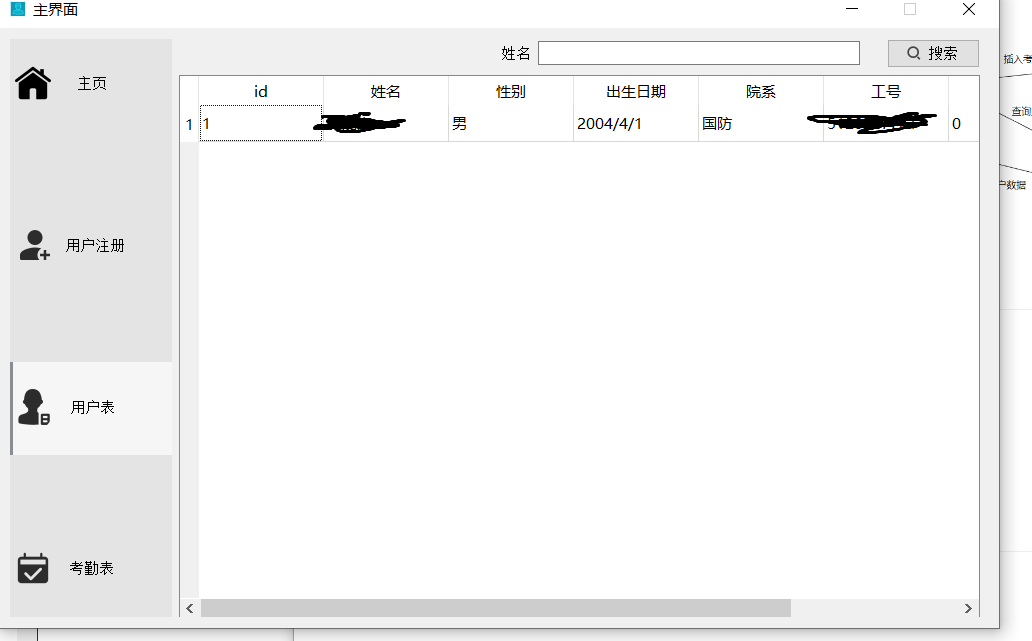 主界面
插入考
姓名 搜索
主页
id 姓名 性别 出生日期 院系 工号
查询
1 1 男 2004/4/1 国防 0
户数据
用户注册
用户表
考勤表